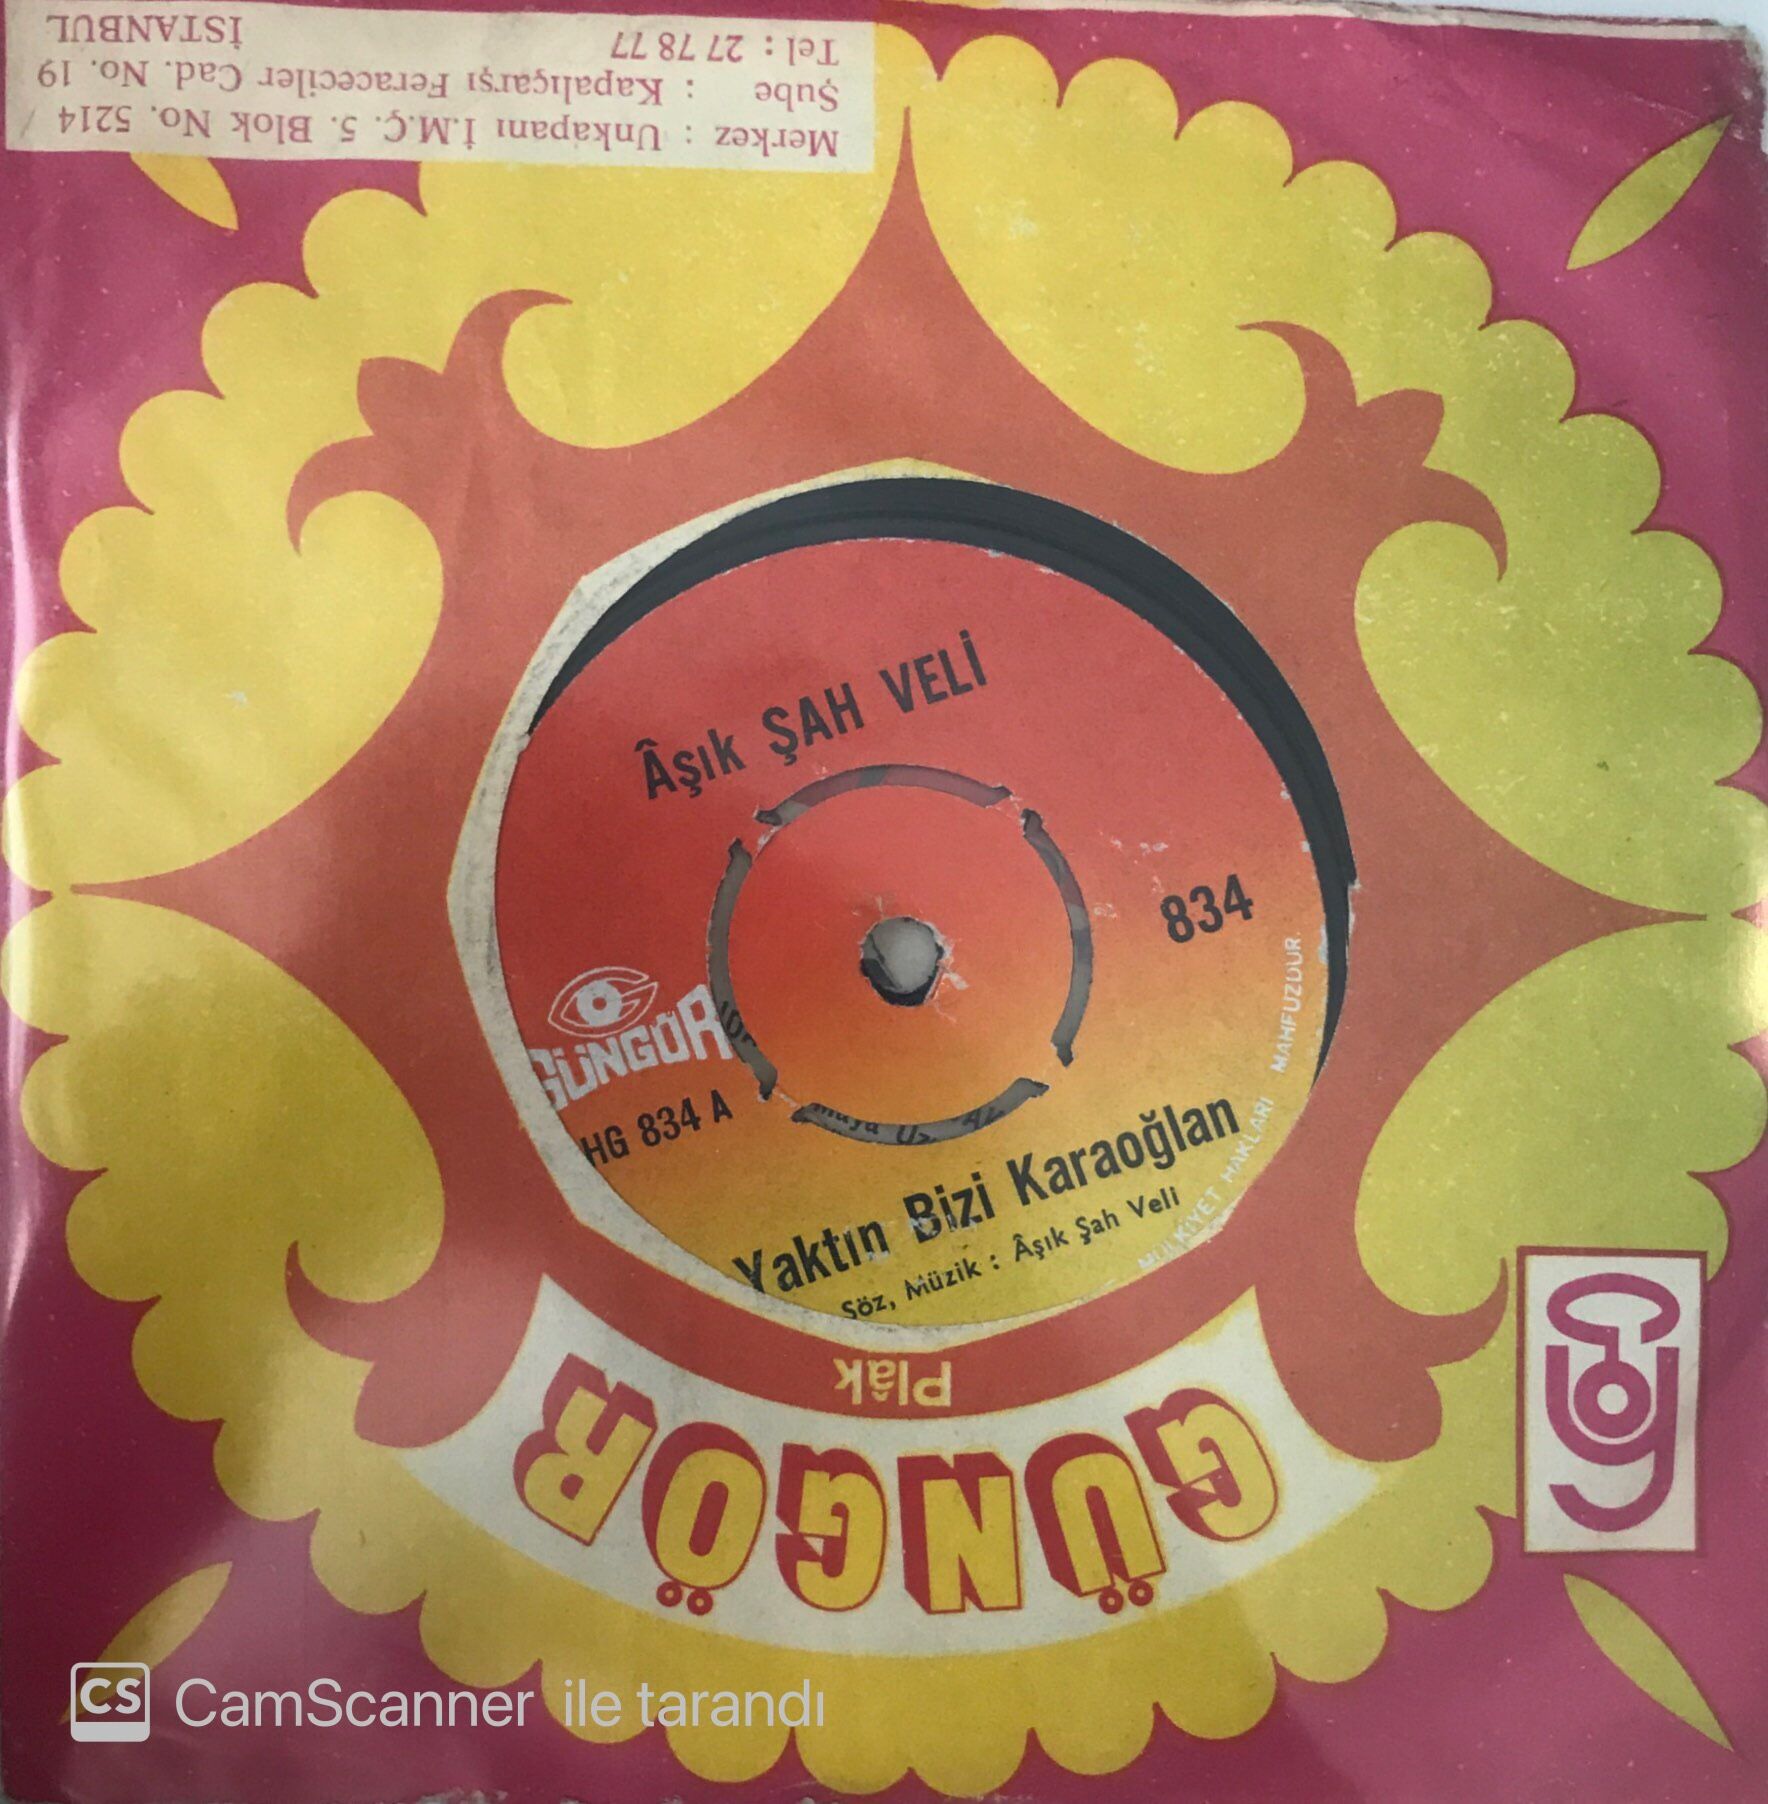 Merkez : Unkapanı İ.M.Ç. 5. Blok No. 5214
Şube : Kapalıçarşı Feraceciler Cad. No. 19
Tel : 27 78 77 İSTANBUL
Âşık ŞAH VELİ
834
GÜNGÖR
HG 834 A
Yaktın Bizi Karaoğlan
Söz, Müzik : Âşık Şah Veli
MÜLKİYET HAKLARI MAHFUZDUR.
GÜNGÖR
Plâk
CS CamScanner ile tarandı